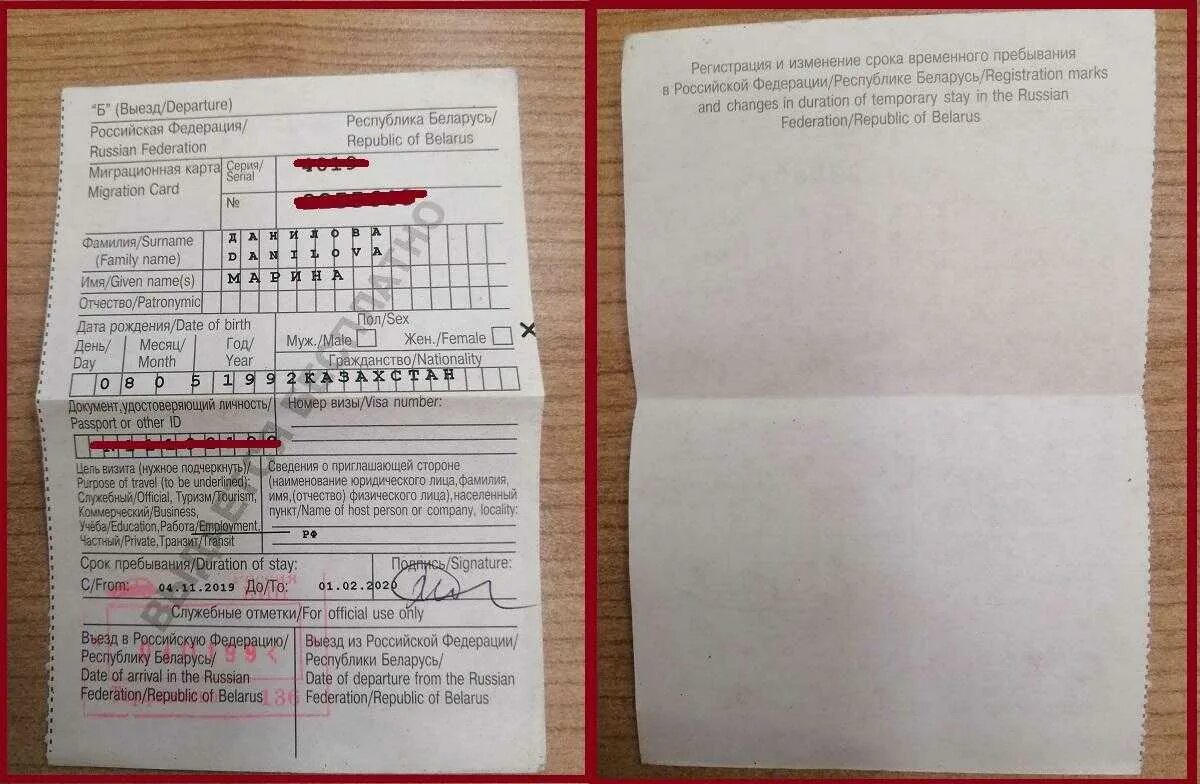 "Б" (Выезд/Departure)
Российская Федерация/
Russian Federation
Республика Беларусь/
Republic of Belarus
Миграционная карта
Migration Card
Серия/
Serial
№
Фамилия/Surname
(Family name)
ДАНИЛОВА
DANILOVA
Имя/Given name(s)
МАРИНА
Отчество/Patronymic
Дата рождения/Date of birth
День/
Day
Месяц/
Month
Год/
Year
Пол/Sex
Муж./Male
Жен./Female
X
Гражданство/Nationality
08 05 1992 КАЗАХСТАН
Документ, удостоверяющий личность/
Passport or other ID
Номер визы/Visa number:
Цель визита (нужное подчеркнуть)/
Purpose of travel (to be underlined):
Служебный/Official, Туризм/Tourism,
Коммерческий/Business,
Учёба/Education, Работа/Employment,
Частный/Private, Транзит/Transit
Сведения о приглашающей стороне
(наименование юридического лица, фамилия,
имя, (отчество) физического лица), населенный
пункт/Name of host person or company, locality:
РФ
Срок пребывания/Duration of stay:
С/From: 04.11.2019 До/To: 01.02.2020
Подпись/Signature:
Служебные отметки/For official use only
Въезд в Российскую Федерацию/
Республику Беларусь/
Date of arrival in the Russian
Federation/Republic of Belarus
136
Выезд из Российской Федерации/
Республики Беларусь/
Date of departure from the Russian
Federation/Republic of Belarus
БЕСПЛАТНО
Регистрация и изменение срока временного пребывания
в Российской Федерации/Республике Беларусь/Registration marks
and changes in duration of temporary stay in the Russian
Federation/Republic of Belarus